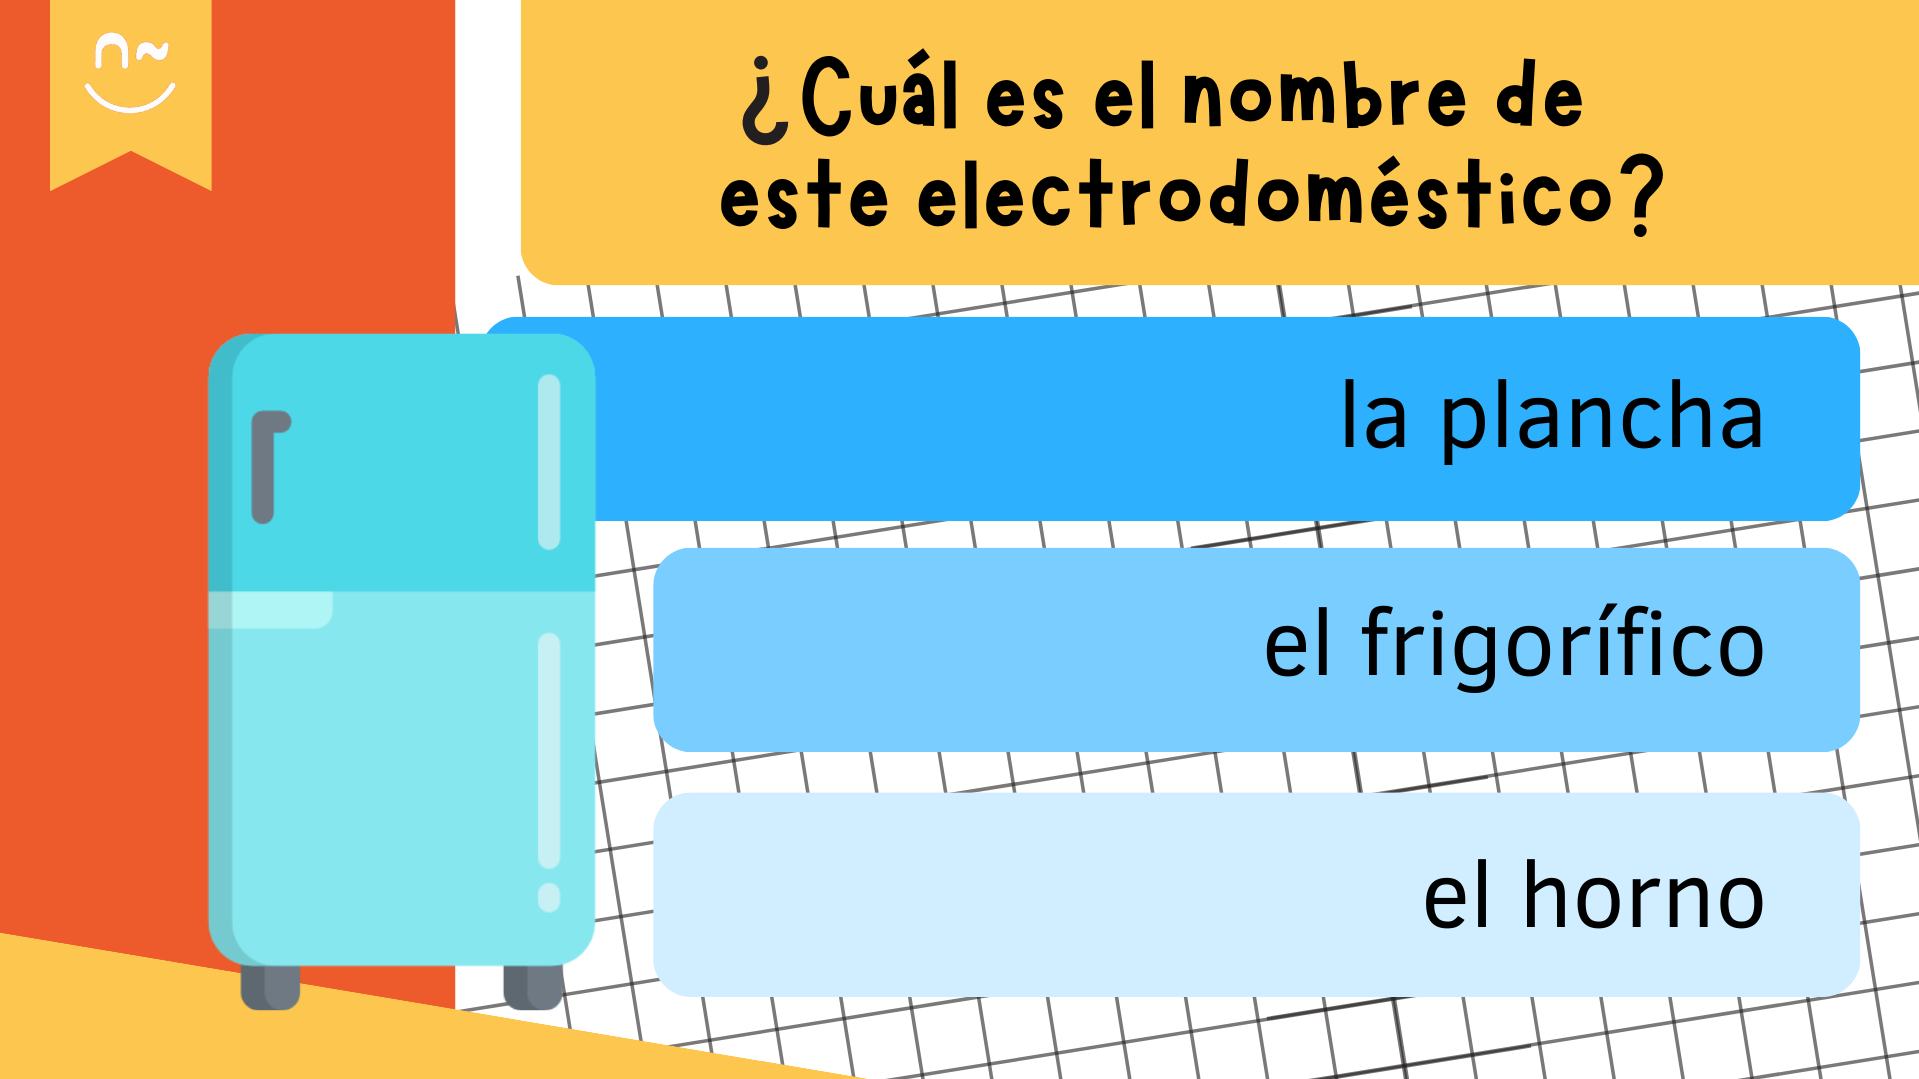 ¿Cuál es el nombre de
este electrodoméstico?
la plancha
el frigorífico
el horno